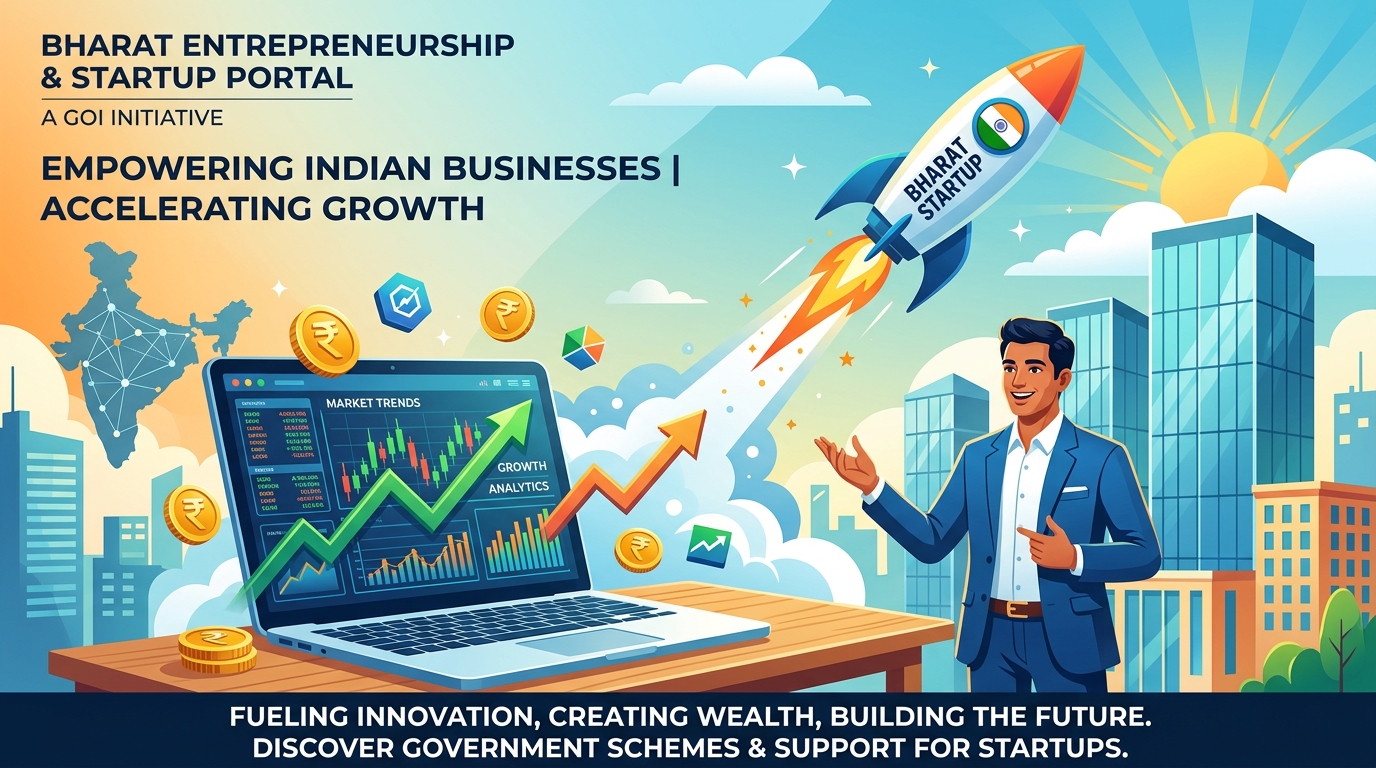 BHARAT ENTREPRENEURSHIP
& STARTUP PORTAL
A GOI INITIATIVE
EMPOWERING INDIAN BUSINESSES |
ACCELERATING GROWTH
BHARAT
STARTUP
MARKET TRENDS
GROWTH
ANALYTICS
FUELING INNOVATION, CREATING WEALTH, BUILDING THE FUTURE.
DISCOVER GOVERNMENT SCHEMES & SUPPORT FOR STARTUPS.